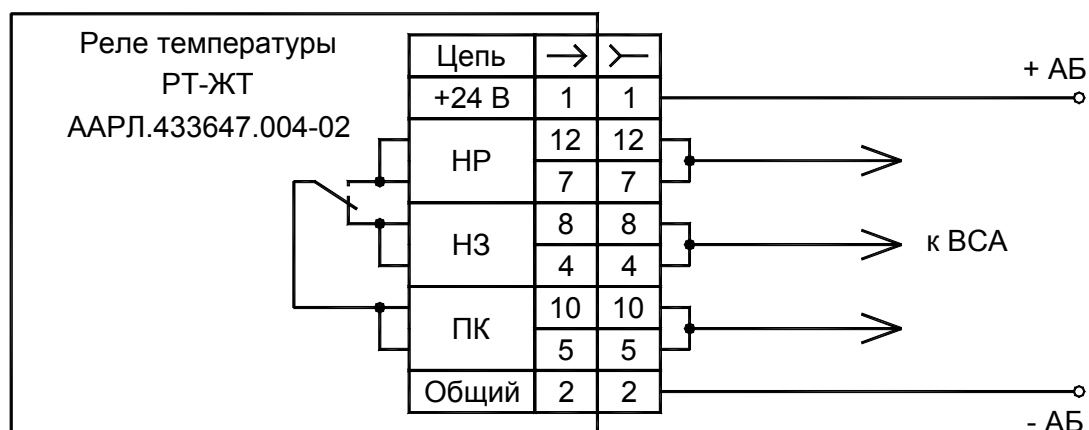 Реле температуры
РТ-ЖТ
ААРЛ.433647.004-02
Цепь
+24 В 1 1
НР
12 12
7 7
НЗ
8 8
4 4
ПК
10 10
5 5
Общий 2 2
+ АБ
к ВСА
- АБ